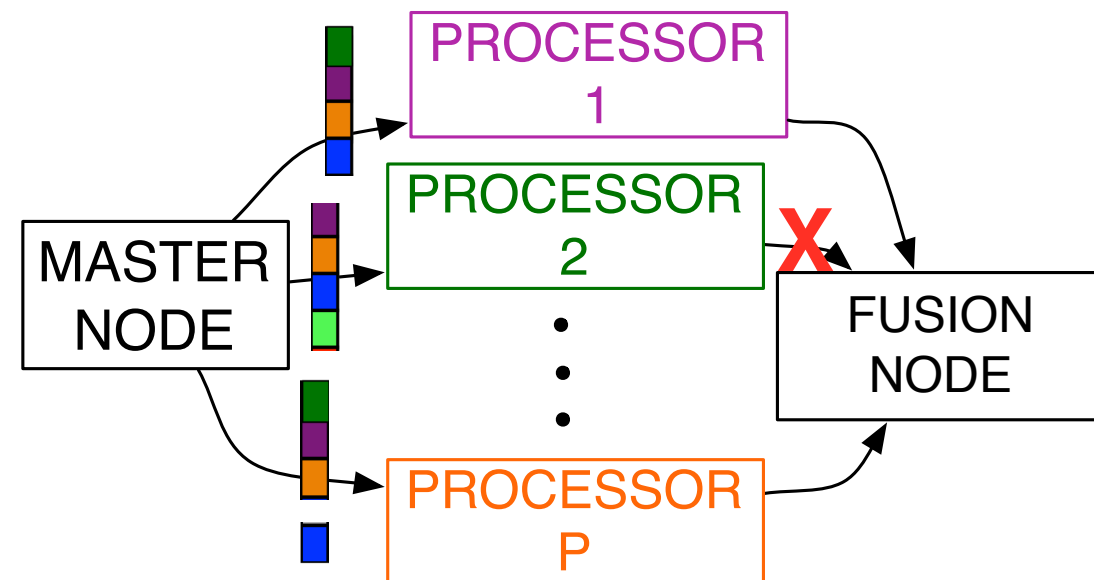 PROCESSOR
1
PROCESSOR
2
MASTER
NODE
X
FUSION
NODE
PROCESSOR
P